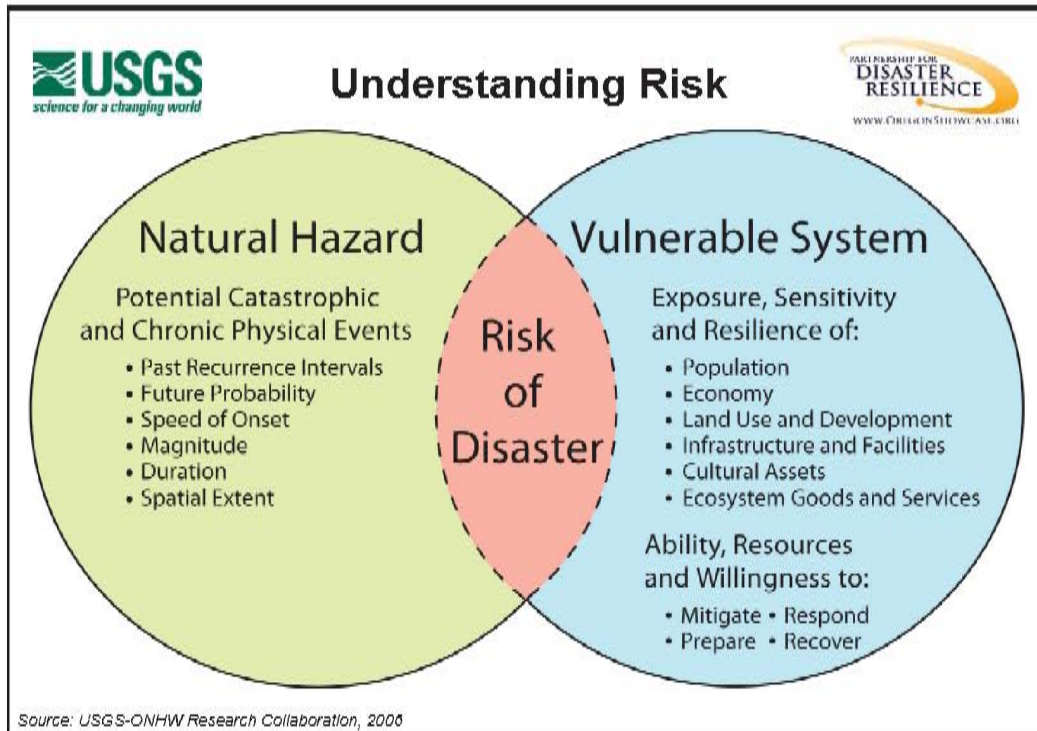 USGS
science for a changing world
Understanding Risk
PARTNERSHIP FOR
DISASTER
RESILIENCE
WWW.OREGONSHOWCASE.ORG
Natural Hazard
Potential Catastrophic
and Chronic Physical Events
• Past Recurrence Intervals
• Future Probability
• Speed of Onset
• Magnitude
• Duration
• Spatial Extent
Risk
of
Disaster
Vulnerable System
Exposure, Sensitivity
and Resilience of:
• Population
• Economy
• Land Use and Development
• Infrastructure and Facilities
• Cultural Assets
• Ecosystem Goods and Services
Ability, Resources
and Willingness to:
• Mitigate • Respond
• Prepare • Recover
Source: USGS-ONHW Research Collaboration, 2006